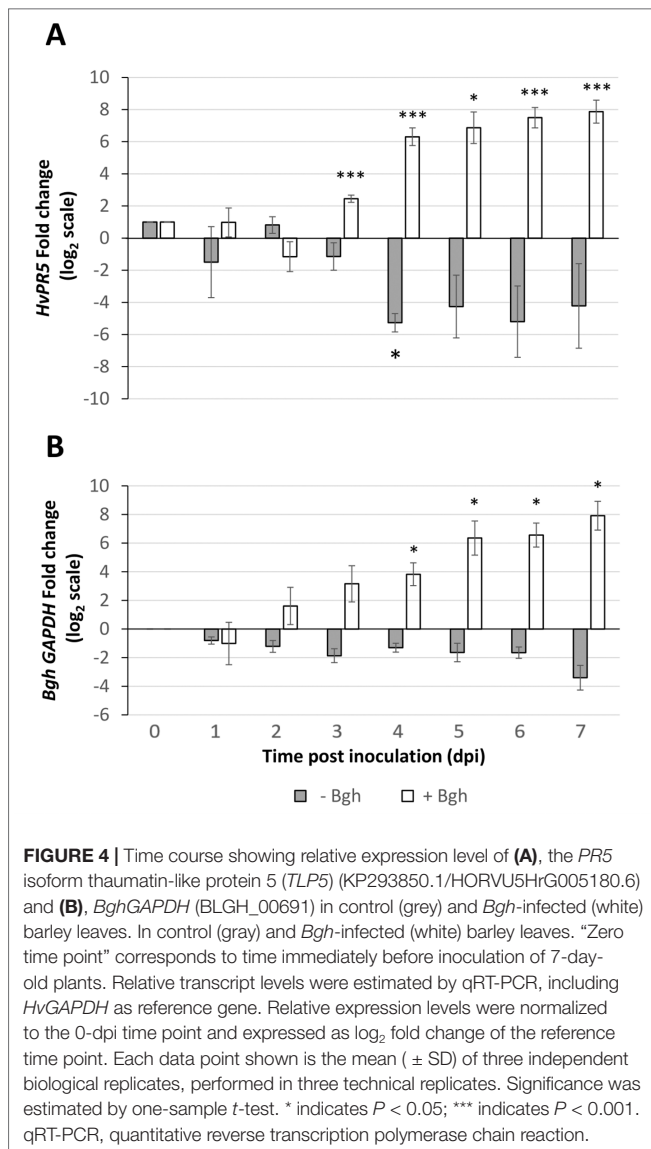 A
10
8
6
4
2
0
-2
-4
-6
-8
-10
HvPR5 Fold change
(log2 scale)
***
***
*
***
***
*
B
10
8
6
4
2
0
-2
-4
-6
Bgh GAPDH Fold change
(log2 scale)
*
*
*
*
0 1 2 3 4 5 6 7
Time post inoculation (dpi)
- Bgh + Bgh
FIGURE 4 | Time course showing relative expression level of (A), the PR5
isoform thaumatin-like protein 5 (TLP5) (KP293850.1/HORVU5HrG005180.6)
and (B), BghGAPDH (BLGH_00691) in control (grey) and Bgh-infected (white)
barley leaves. In control (gray) and Bgh-infected (white) barley leaves. “Zero
time point” corresponds to time immediately before inoculation of 7-day-
old plants. Relative transcript levels were estimated by qRT-PCR, including
HvGAPDH as reference gene. Relative expression levels were normalized
to the 0-dpi time point and expressed as log2 fold change of the reference
time point. Each data point shown is the mean ( ± SD) of three independent
biological replicates, performed in three technical replicates. Significance was
estimated by one-sample t-test. * indicates P < 0.05; *** indicates P < 0.001.
qRT-PCR, quantitative reverse transcription polymerase chain reaction.